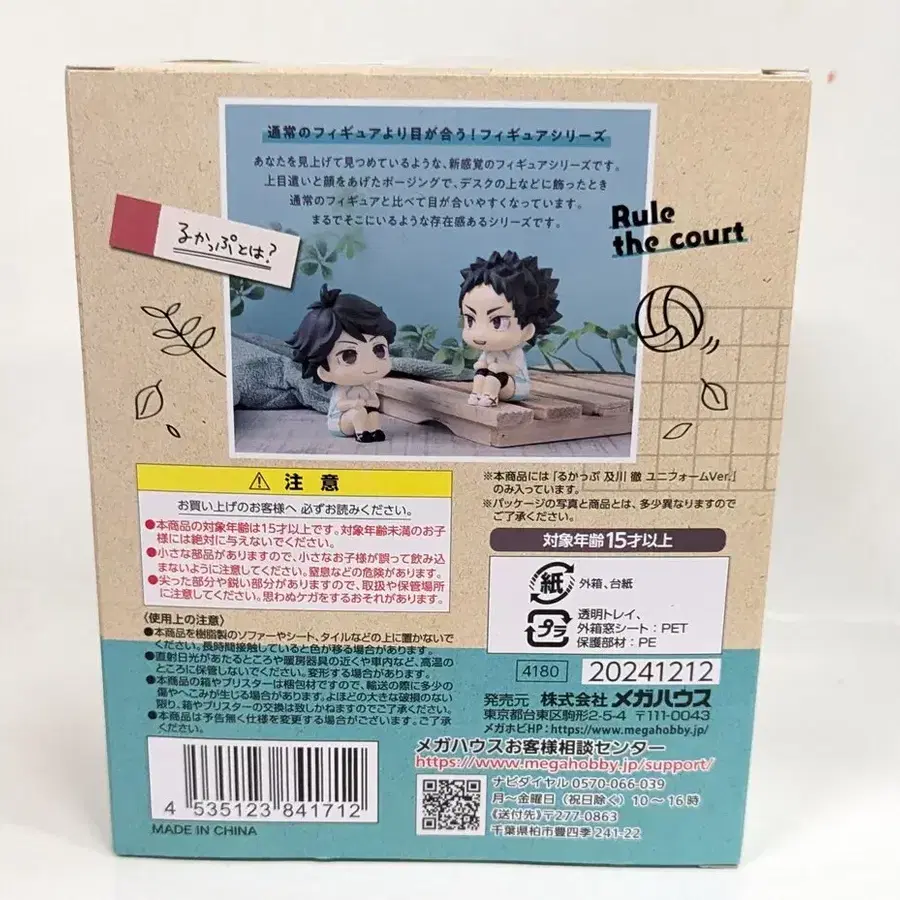 通常のフィギュアより目が合う！フィギュアシリーズ
あなたを見上げて見つめているような、新感覚のフィギュアシリーズです。
上目遣いと顔をあげたポージングで、デスクの上などに飾ったとき
通常のフィギュアと比べて目が合いやすくなっています。
まるでそこにいるような存在感あるシリーズです。
るかっぷとは？
Rule
the court
⚠ 注意
お買い上げのお客様へ 必ずお読みください。
●本商品の対象年齢は15才以上です。対象年齢未満のお子
様には絶対に与えないでください。
●小さな部品がありますので、小さなお子様が誤って飲み込
まないように注意してください。窒息などの危険があります。
●尖った部分や鋭い部分がありますので、取扱や保管場所
に注意してください。思わぬケガをするおそれがあります。
〈使用上の注意〉
●本商品を樹脂製のソファーやシート、タイルなどの上に置かないで
ください。長時間接触していると色が移る場合があります。
●直射日光があたるところや暖房器具の近くや車内など、高温の
ところに保管しないでください。変形する場合があります。
●本商品の箱やブリスターは梱包材ですので、輸送の際に多少の
傷やへこみが生じる場合があります。よほどの大きな破損のない
限り、箱やブリスターの交換は致しかねますのでご了承ください。
●本商品は予告無く仕様を変更する場合がございます。ご了承
ください。
4 535123 841712
MADE IN CHINA
※本商品には「るかっぷ 及川 徹 ユニフォームVer.」
のみ入っています。
※パッケージの写真と商品とは、多少異なりますので
ご了承ください。
対象年齢15才以上
紙 外箱、台紙
プラ 透明トレイ、
外箱窓シート：PET
保護部材：PE
4180 20241212
発売元 株式会社 メガハウス
東京都台東区駒形2-5-4 〒111-0043
メガホビHP：https://www.megahobby.jp/
メガハウスお客様相談センター
https://www.megahobby.jp/support/
ナビダイヤル 0570-066-039
月〜金曜日（祝日除く）10〜16時
《送付先》〒277-0863
千葉県柏市豊四季241-22